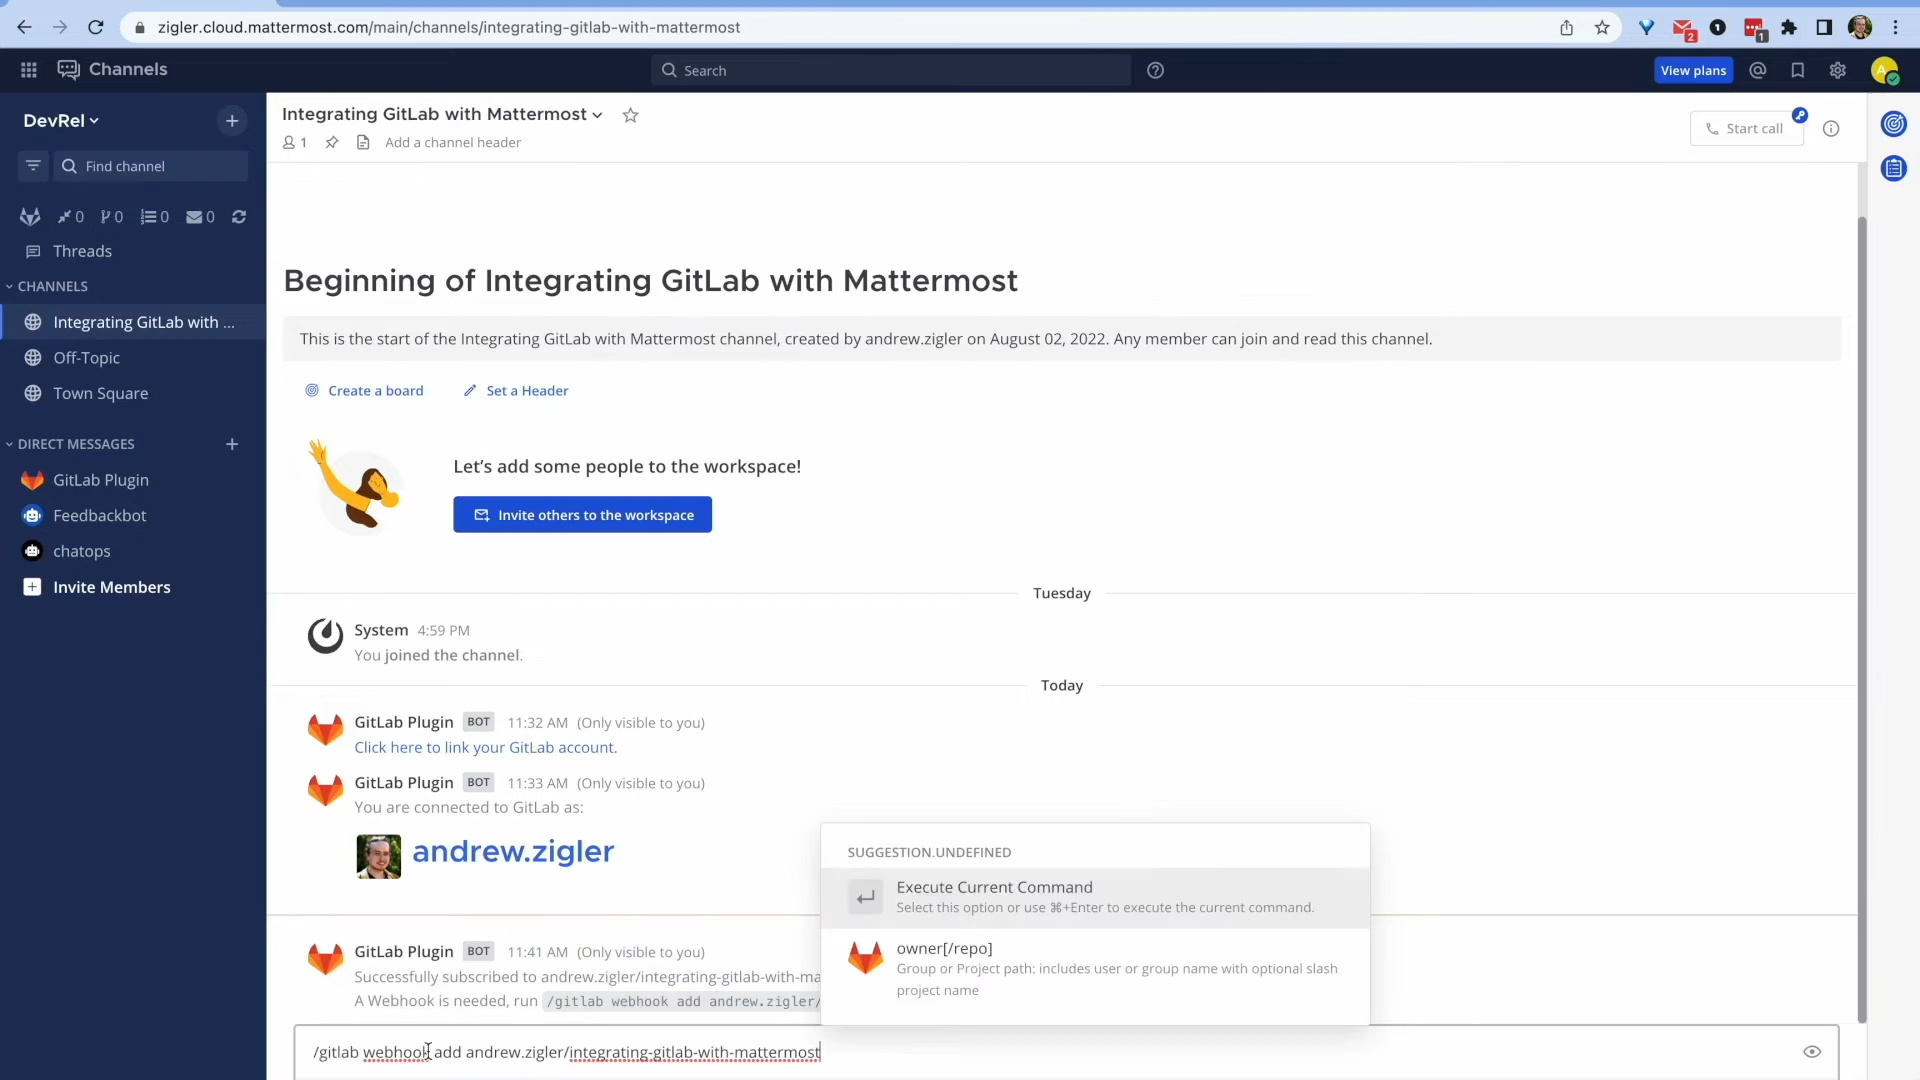 zigler.cloud.mattermost.com/main/channels/integrating-gitlab-with-mattermost
2
1
1
Channels
Search
View plans
A
DevRel
Find channel
0 0 0 0
Threads
CHANNELS
Integrating GitLab with ...
Off-Topic
Town Square
DIRECT MESSAGES
GitLab Plugin
Feedbackbot
chatops
Invite Members
Integrating GitLab with Mattermost
1
Add a channel header
Start call
Beginning of Integrating GitLab with Mattermost
This is the start of the Integrating GitLab with Mattermost channel, created by andrew.zigler on August 02, 2022. Any member can join and read this channel.
Create a board
Set a Header
Let's add some people to the workspace!
Invite others to the workspace
Tuesday
System 4:59 PM
You joined the channel.
Today
GitLab Plugin BOT 11:32 AM (Only visible to you)
Click here to link your GitLab account.
GitLab Plugin BOT 11:33 AM (Only visible to you)
You are connected to GitLab as:
andrew.zigler
GitLab Plugin BOT 11:41 AM (Only visible to you)
Successfully subscribed to andrew.zigler/integrating-gitlab-with-ma
A Webhook is needed, run /gitlab webhook add andrew.zigler/
SUGGESTION.UNDEFINED
Execute Current Command
Select this option or use ⌘+Enter to execute the current command.
owner[/repo]
Group or Project path: includes user or group name with optional slash
project name
/gitlab webhook add andrew.zigler/integrating-gitlab-with-mattermost